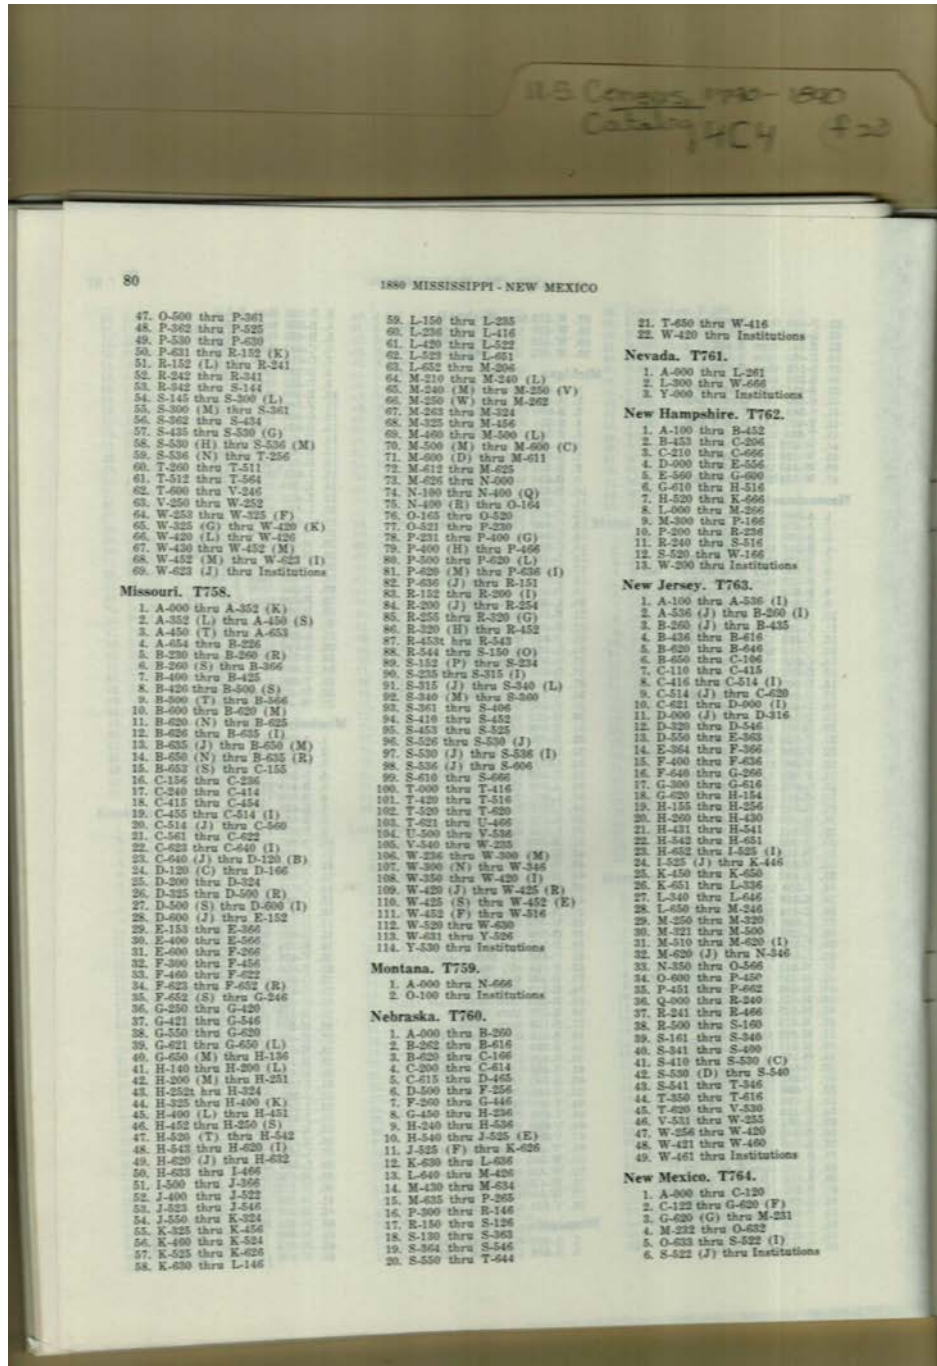 U.S. Census 1790-1890
Catalog 4C4
80
1880 MISSISSIPPI - NEW MEXICO
47. O-500 thru P-361
48. P-362 thru P-525
49. P-530 thru P-630
50. P-631 thru R-152 (K)
51. R-152 (L) thru R-241
52. R-242 thru R-341
53. R-342 thru S-144
54. S-145 thru S-300 (L)
55. S-300 (M) thru S-361
56. S-362 thru S-434
57. S-435 thru S-530 (G)
58. S-530 (H) thru S-536 (M)
59. S-536 (N) thru T-256
60. T-260 thru T-511
61. T-512 thru T-564
62. T-600 thru V-246
63. V-250 thru W-252
64. W-253 thru W-325 (F)
65. W-325 (G) thru W-420 (K)
66. W-420 (L) thru W-426
67. W-430 thru W-452 (M)
68. W-452 (M) thru W-623 (I)
69. W-623 (J) thru Institutions
Missouri. T758.
1. A-000 thru A-352 (K)
2. A-352 (L) thru A-450 (S)
3. A-450 (T) thru A-653
4. A-654 thru B-226
5. B-230 thru B-260 (R)
6. B-260 (S) thru B-366
7. B-400 thru B-425
8. B-426 thru B-500 (S)
9. B-500 (T) thru B-566
10. B-600 thru B-620 (M)
11. B-620 (N) thru B-625
12. B-626 thru B-635 (I)
13. B-635 (J) thru B-650 (M)
14. B-650 (N) thru B-635 (R)
15. B-653 (S) thru C-155
16. C-156 thru C-236
17. C-240 thru C-414
18. C-415 thru C-454
19. C-455 thru C-514 (I)
20. C-514 (J) thru C-560
21. C-561 thru C-622
22. C-623 thru C-640 (I)
23. C-640 (J) thru D-120 (B)
24. D-120 (C) thru D-166
25. D-200 thru D-324
26. D-325 thru D-500 (R)
27. D-500 (S) thru D-600 (I)
28. D-600 (J) thru E-152
29. E-153 thru E-366
30. E-400 thru E-566
31. E-600 thru F-266
32. F-300 thru F-456
33. F-460 thru F-622
34. F-623 thru F-652 (R)
35. F-652 (S) thru G-246
36. G-250 thru G-420
37. G-421 thru G-546
38. G-550 thru G-620
39. G-621 thru G-650 (L)
40. G-650 (M) thru H-136
41. H-140 thru H-200 (L)
42. H-200 (M) thru H-251
43. H-252t hru H-324
44. H-325 thru H-400 (K)
45. H-400 (L) thru H-451
46. H-452 thru H-250 (S)
47. H-520 (T) thru H-542
48. H-543 thru H-620 (I)
49. H-620 (J) thru H-632
50. H-633 thru I-466
51. I-500 thru J-366
52. J-400 thru J-522
53. J-523 thru J-546
54. J-550 thru K-324
55. K-325 thru K-456
56. K-460 thru K-524
57. K-525 thru K-626
58. K-630 thru L-146
59. L-150 thru L-235
60. L-236 thru L-416
61. L-420 thru L-522
62. L-523 thru L-651
63. L-652 thru M-206
64. M-210 thru M-240 (L)
65. M-240 (M) thru M-250 (V)
66. M-250 (W) thru M-262
67. M-263 thru M-324
68. M-325 thru M-456
69. M-460 thru M-500 (L)
70. M-500 (M) thru M-600 (C)
71. M-600 (D) thru M-611
72. M-612 thru M-625
73. M-626 thru N-000
74. N-100 thru N-400 (Q)
75. N-400 (R) thru O-164
76. O-165 thru O-520
77. O-521 thru P-230
78. P-231 thru P-400 (G)
79. P-400 (H) thru P-466
80. P-500 thru P-620 (L)
81. P-620 (M) thru P-636 (I)
82. P-636 (J) thru R-151
83. R-152 thru R-200 (I)
84. R-200 (J) thru R-254
85. R-255 thru R-320 (G)
86. R-320 (H) thru R-452
87. R-453t hru R-543
88. R-544 thru S-150 (O)
89. S-152 (P) thru S-234
90. S-235 thru S-315 (I)
91. S-315 (J) thru S-340 (L)
92. S-340 (M) thru S-360
93. S-361 thru S-406
94. S-410 thru S-452
95. S-453 thru S-525
96. S-526 thru S-530 (J)
97. S-530 (J) thru S-536 (I)
98. S-536 (J) thru S-606
99. S-610 thru S-666
100. T-000 thru T-416
101. T-420 thru T-516
102. T-520 thru T-620
103. T-621 thru U-466
104. U-500 thru V-536
105. V-540 thru W-235
106. W-236 thru W-300 (M)
107. W-300 (N) thru W-346
108. W-350 thru W-420 (I)
109. W-420 (J) thru W-425 (R)
110. W-425 (S) thru W-452 (E)
111. W-452 (F) thru W-516
112. W-520 thru W-630
113. W-631 thru Y-526
114. Y-530 thru Institutions
Montana. T759.
1. A-000 thru N-666
2. O-100 thru Institutions
Nebraska. T760.
1. A-000 thru B-260
2. B-262 thru B-616
3. B-620 thru C-166
4. C-200 thru C-614
5. C-615 thru D-465
6. D-500 thru F-256
7. F-260 thru G-446
8. G-450 thru H-236
9. H-240 thru H-536
10. H-540 thru J-525 (E)
11. J-525 (F) thru K-626
12. K-630 thru L-636
13. L-640 thru M-426
14. M-430 thru M-634
15. M-635 thru P-265
16. P-300 thru R-146
17. R-150 thru S-126
18. S-130 thru S-363
19. S-364 thru S-546
20. S-550 thru T-644
21. T-650 thru W-416
22. W-420 thru Institutions
Nevada. T761.
1. A-000 thru L-261
2. L-300 thru W-666
3. Y-000 thru Institutions
New Hampshire. T762.
1. A-100 thru B-452
2. B-453 thru C-206
3. C-210 thru C-666
4. D-000 thru E-556
5. E-560 thru G-600
6. G-610 thru H-516
7. H-520 thru K-666
8. L-000 thru M-266
9. M-300 thru P-166
10. P-200 thru R-236
11. R-240 thru S-516
12. S-520 thru W-166
13. W-200 thru Institutions
New Jersey. T763.
1. A-100 thru A-536 (I)
2. A-536 (J) thru B-260 (I)
3. B-260 (J) thru B-435
4. B-436 thru B-616
5. B-620 thru B-646
6. B-650 thru C-106
7. C-110 thru C-415
8. C-416 thru C-514 (I)
9. C-514 (J) thru C-620
10. C-621 thru D-000 (I)
11. D-000 (J) thru D-316
12. D-320 thru D-546
13. D-550 thru E-363
14. E-364 thru F-366
15. F-400 thru F-636
16. F-640 thru G-266
17. G-300 thru G-616
18. G-620 thru H-154
19. H-155 thru H-256
20. H-260 thru H-430
21. H-431 thru H-541
22. H-542 thru H-651
23. H-652 thru I-525 (I)
24. I-525 (J) thru K-446
25. K-450 thru K-650
26. K-651 thru L-336
27. L-340 thru L-646
28. L-650 thru M-246
29. M-250 thru M-320
30. M-321 thru M-500
31. M-510 thru M-620 (I)
32. M-620 (J) thru N-346
33. N-350 thru O-566
34. O-600 thru P-450
35. P-451 thru P-662
36. Q-000 thru R-240
37. R-241 thru R-466
38. R-500 thru S-160
39. S-161 thru S-340
40. S-341 thru S-400
41. S-410 thru S-530 (C)
42. S-530 (D) thru S-540
43. S-541 thru T-346
44. T-350 thru T-616
45. T-620 thru V-530
46. V-531 thru W-255
47. W-256 thru W-420
48. W-421 thru W-460
49. W-461 thru Institutions
New Mexico. T764.
1. A-000 thru C-120
2. C-122 thru G-620 (F)
3. G-620 (G) thru M-231
4. M-232 thru O-632
5. O-633 thru S-522 (I)
6. S-522 (J) thru Institutions